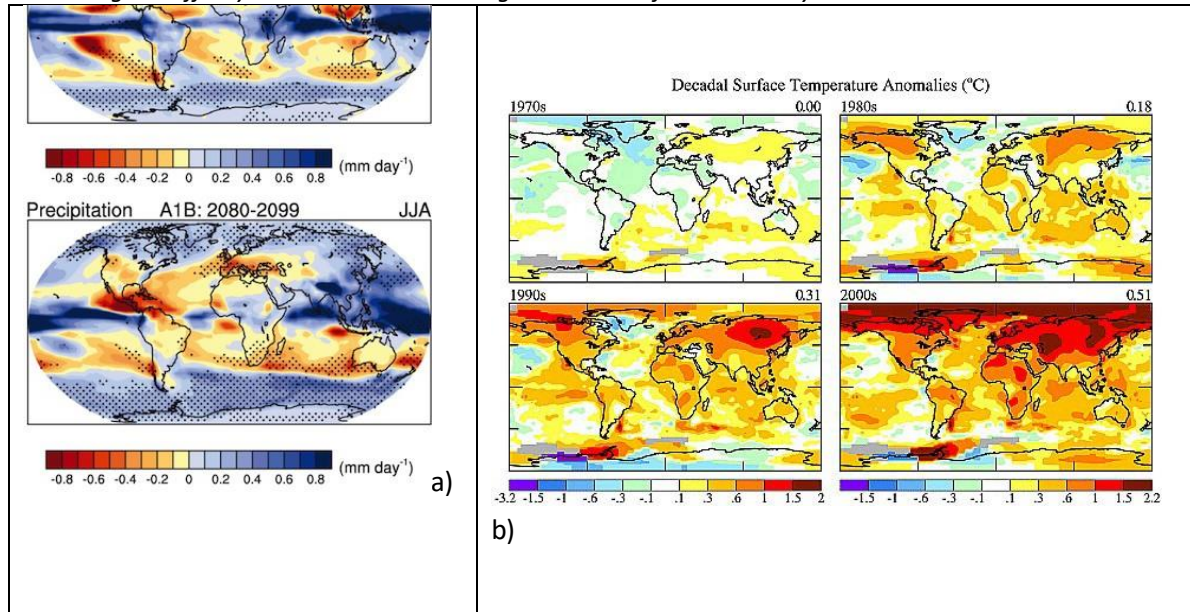 -0.8 -0.6 -0.4 -0.2 0 0.2 0.4 0.6 0.8 (mm day⁻¹)
Precipitation A1B: 2080-2099 JJA
-0.8 -0.6 -0.4 -0.2 0 0.2 0.4 0.6 0.8 (mm day⁻¹)
a)
Decadal Surface Temperature Anomalies (°C)
1970s 0.00 1980s 0.18
1990s 0.31 2000s 0.51
-3.2 -1.5 -1 -.6 -.3 -.1 .1 .3 .6 1 1.5 2
-1.5 -1 -.6 -.3 -.1 .1 .3 .6 1 1.5 2.2
b)